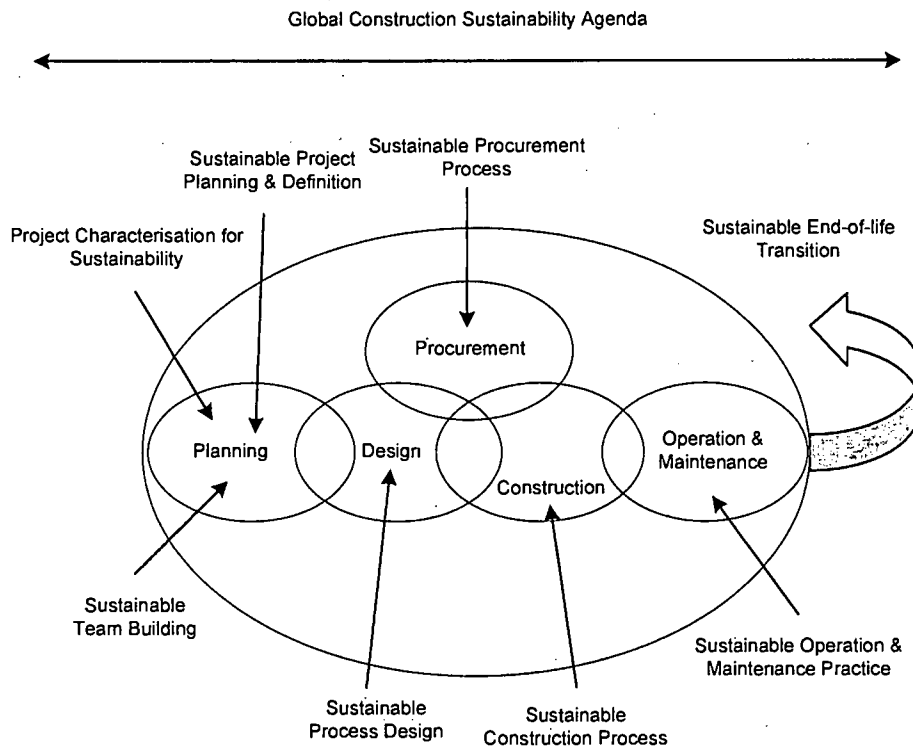 Global Construction Sustainability Agenda
Sustainable Project
Planning & Definition
Sustainable Procurement
Process
Project Characterisation for
Sustainability
Sustainable End-of-life
Transition
Procurement
Planning
Design
Construction
Operation &
Maintenance
Sustainable
Team Building
Sustainable
Process Design
Sustainable
Construction Process
Sustainable Operation &
Maintenance Practice